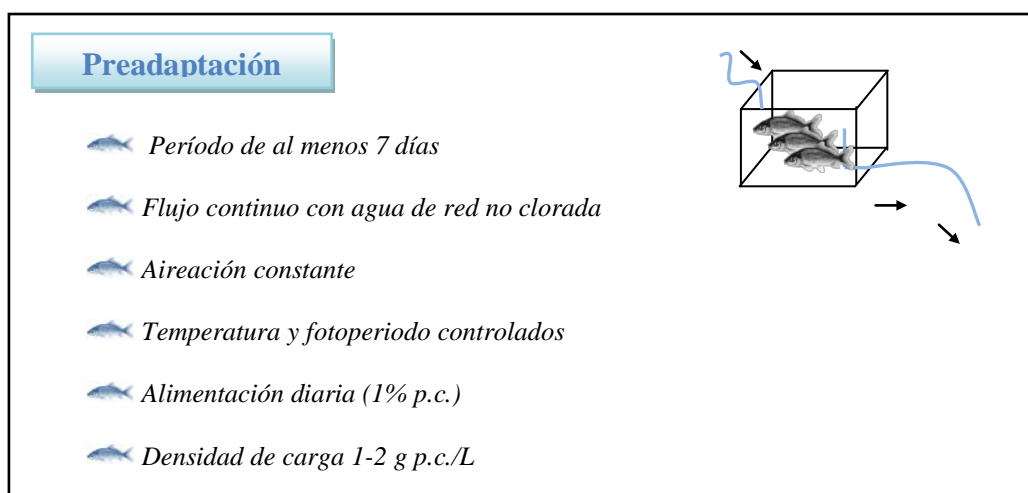 Preadaptación
Período de al menos 7 días
Flujo continuo con agua de red no clorada
Aireación constante
Temperatura y fotoperiodo controlados
Alimentación diaria (1% p.c.)
Densidad de carga 1-2 g p.c./L